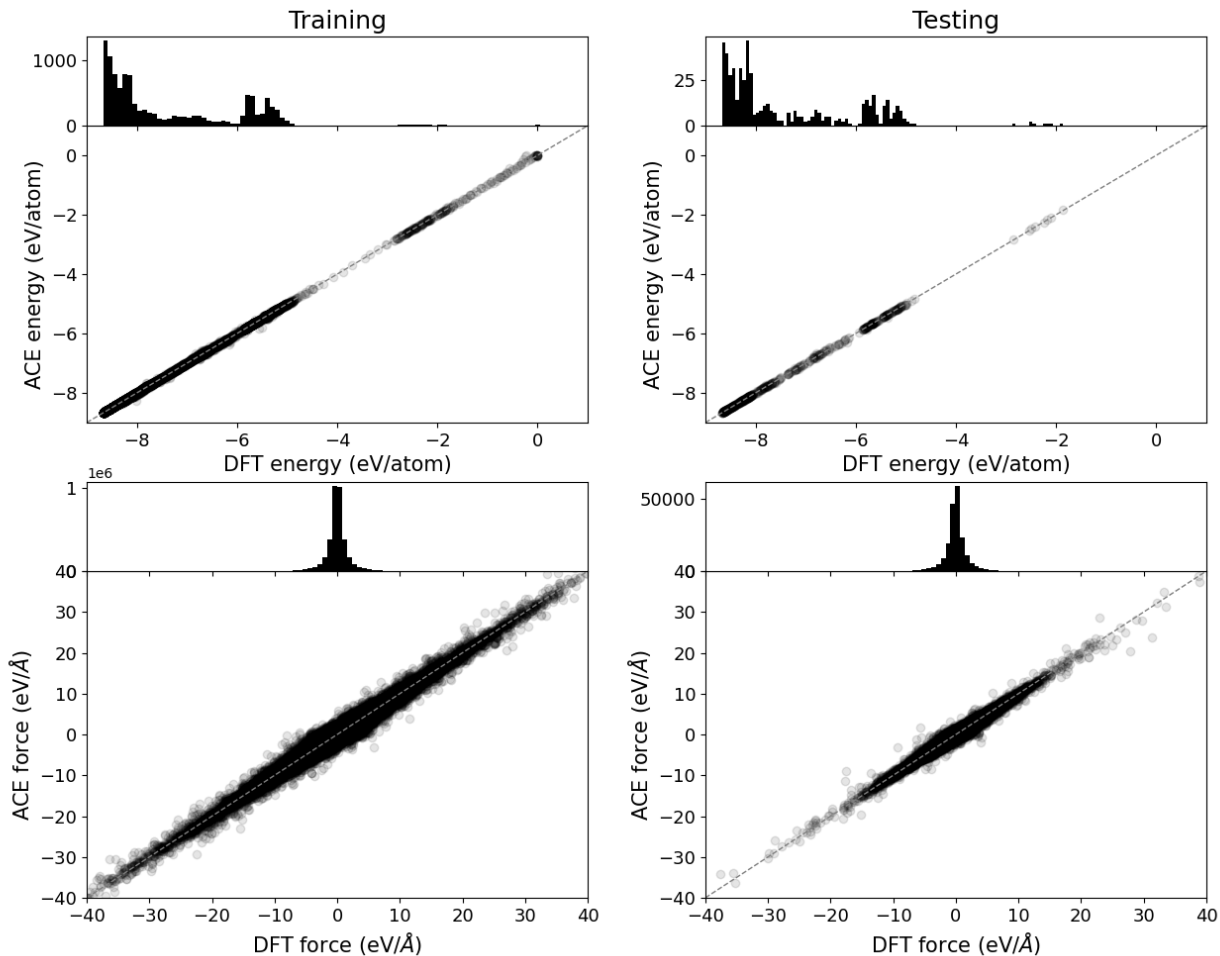 Training
Testing
1000
0
25
0
ACE energy (eV/atom)
0
−2
−4
−6
−8
ACE energy (eV/atom)
0
−2
−4
−6
−8
−8 −6 −4 −2 0
−8 −6 −4 −2 0
DFT energy (eV/atom)
DFT energy (eV/atom)
1e6
1
0
50000
0
ACE force (eV/Å)
40
30
20
10
0
−10
−20
−30
−40
ACE force (eV/Å)
40
30
20
10
0
−10
−20
−30
−40
−40 −30 −20 −10 0 10 20 30 40
−40 −30 −20 −10 0 10 20 30 40
DFT force (eV/Å)
DFT force (eV/Å)